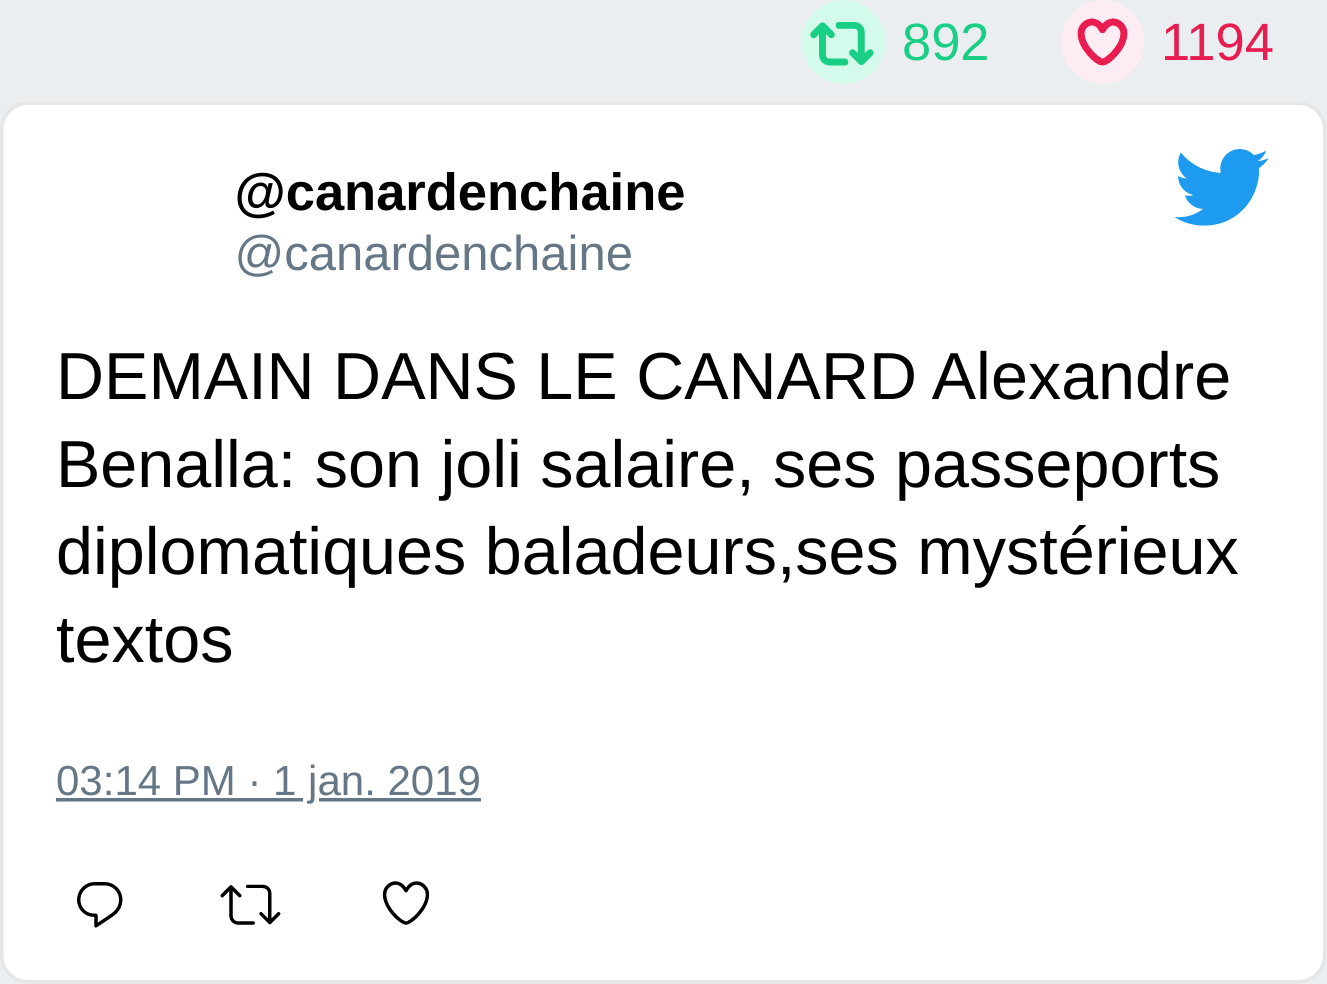 892 1194
@canardenchaine
@canardenchaine
DEMAIN DANS LE CANARD Alexandre
Benalla: son joli salaire, ses passeports
diplomatiques baladeurs,ses mystérieux
textos
03:14 PM · 1 jan. 2019